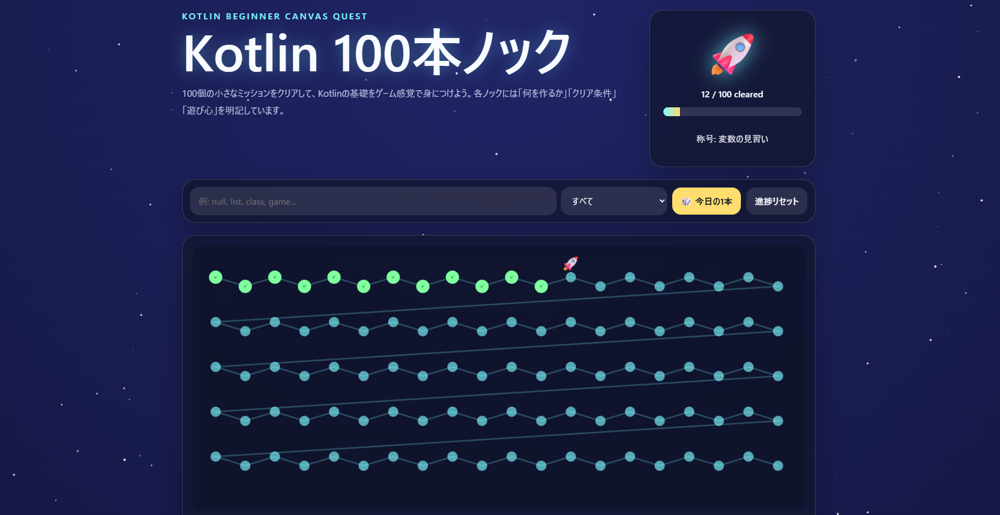 KOTLIN BEGINNER CANVAS QUEST
Kotlin 100本ノック
100個の小さなミッションをクリアして、Kotlinの基礎をゲーム感覚で身につけよう。各ノックには「何を作るか」「クリア条件」
「遊び心」を明記しています。
12 / 100 cleared
称号: 変数の見習い
例: null, list, class, game...
すべて
今日の1本
進捗リセット